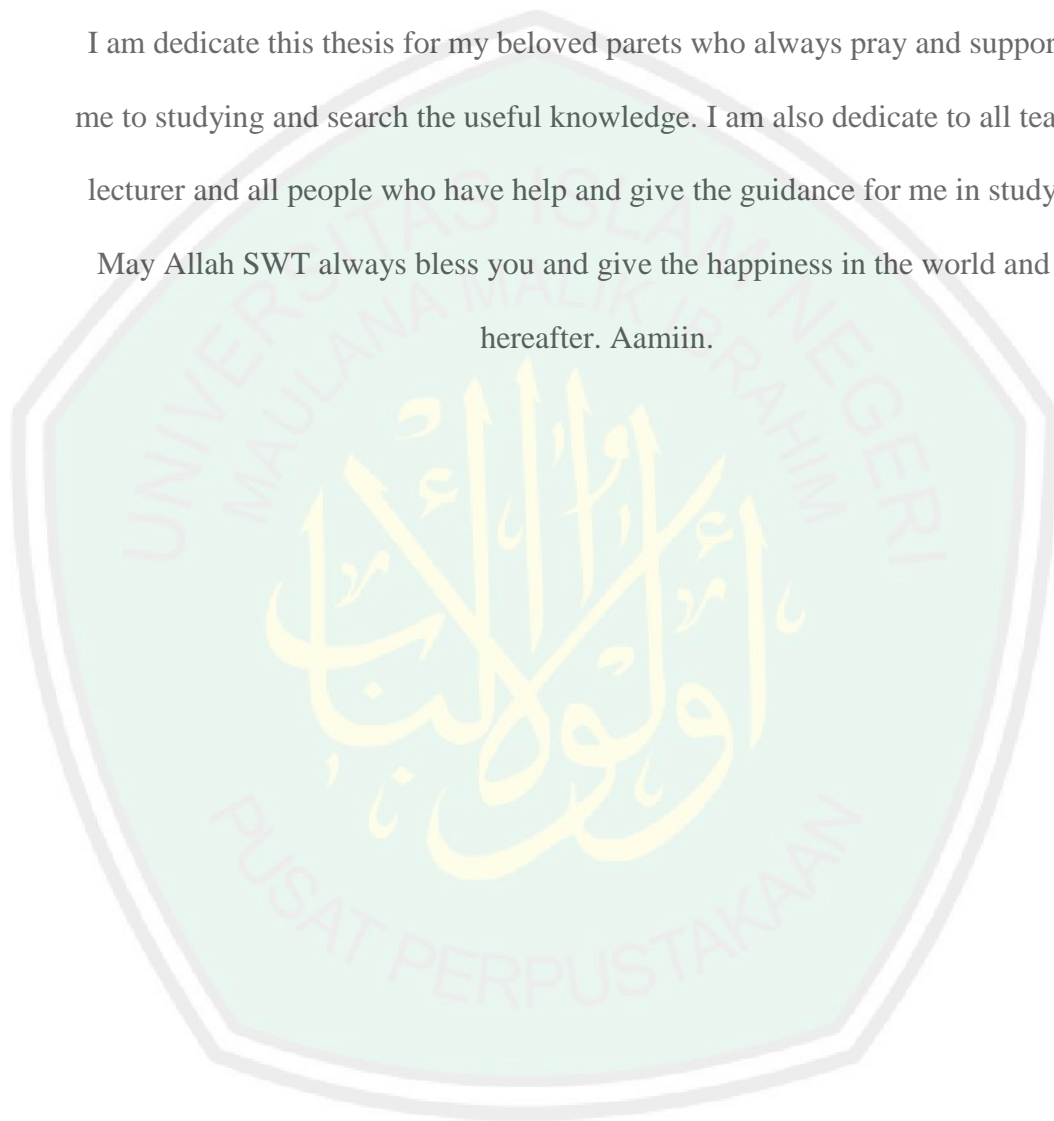 I am dedicate this thesis for my beloved parets who always pray and suppor
me to studying and search the useful knowledge. I am also dedicate to all tea
lecturer and all people who have help and give the guidance for me in study
May Allah SWT always bless you and give the happiness in the world and
hereafter. Aamiin.
UNIVERSITAS ISLAM NEGERI
MAULANA MALIK IBRAHIM
أولوا الألباب
PUSAT PERPUSTAKAAN